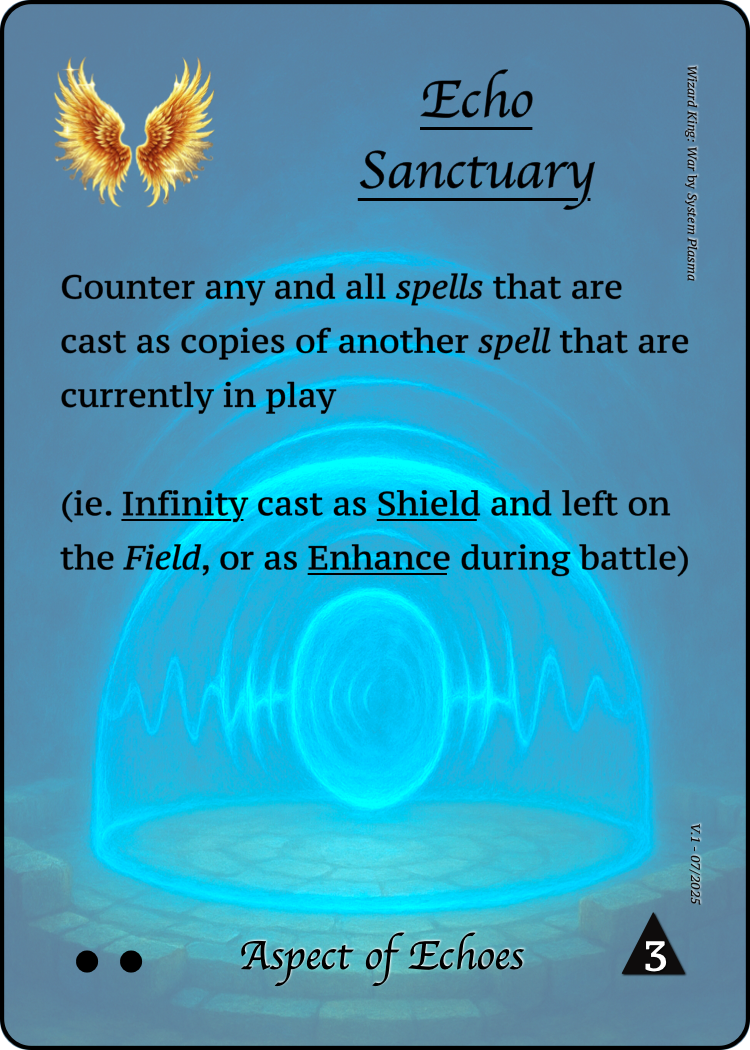 Echo
Sanctuary
Wizard King: War by System Plasma
Counter any and all spells that are
cast as copies of another spell that are
currently in play
(ie. Infinity cast as Shield and left on
the Field, or as Enhance during battle)
V.1 - 07/2025
Aspect of Echoes
3